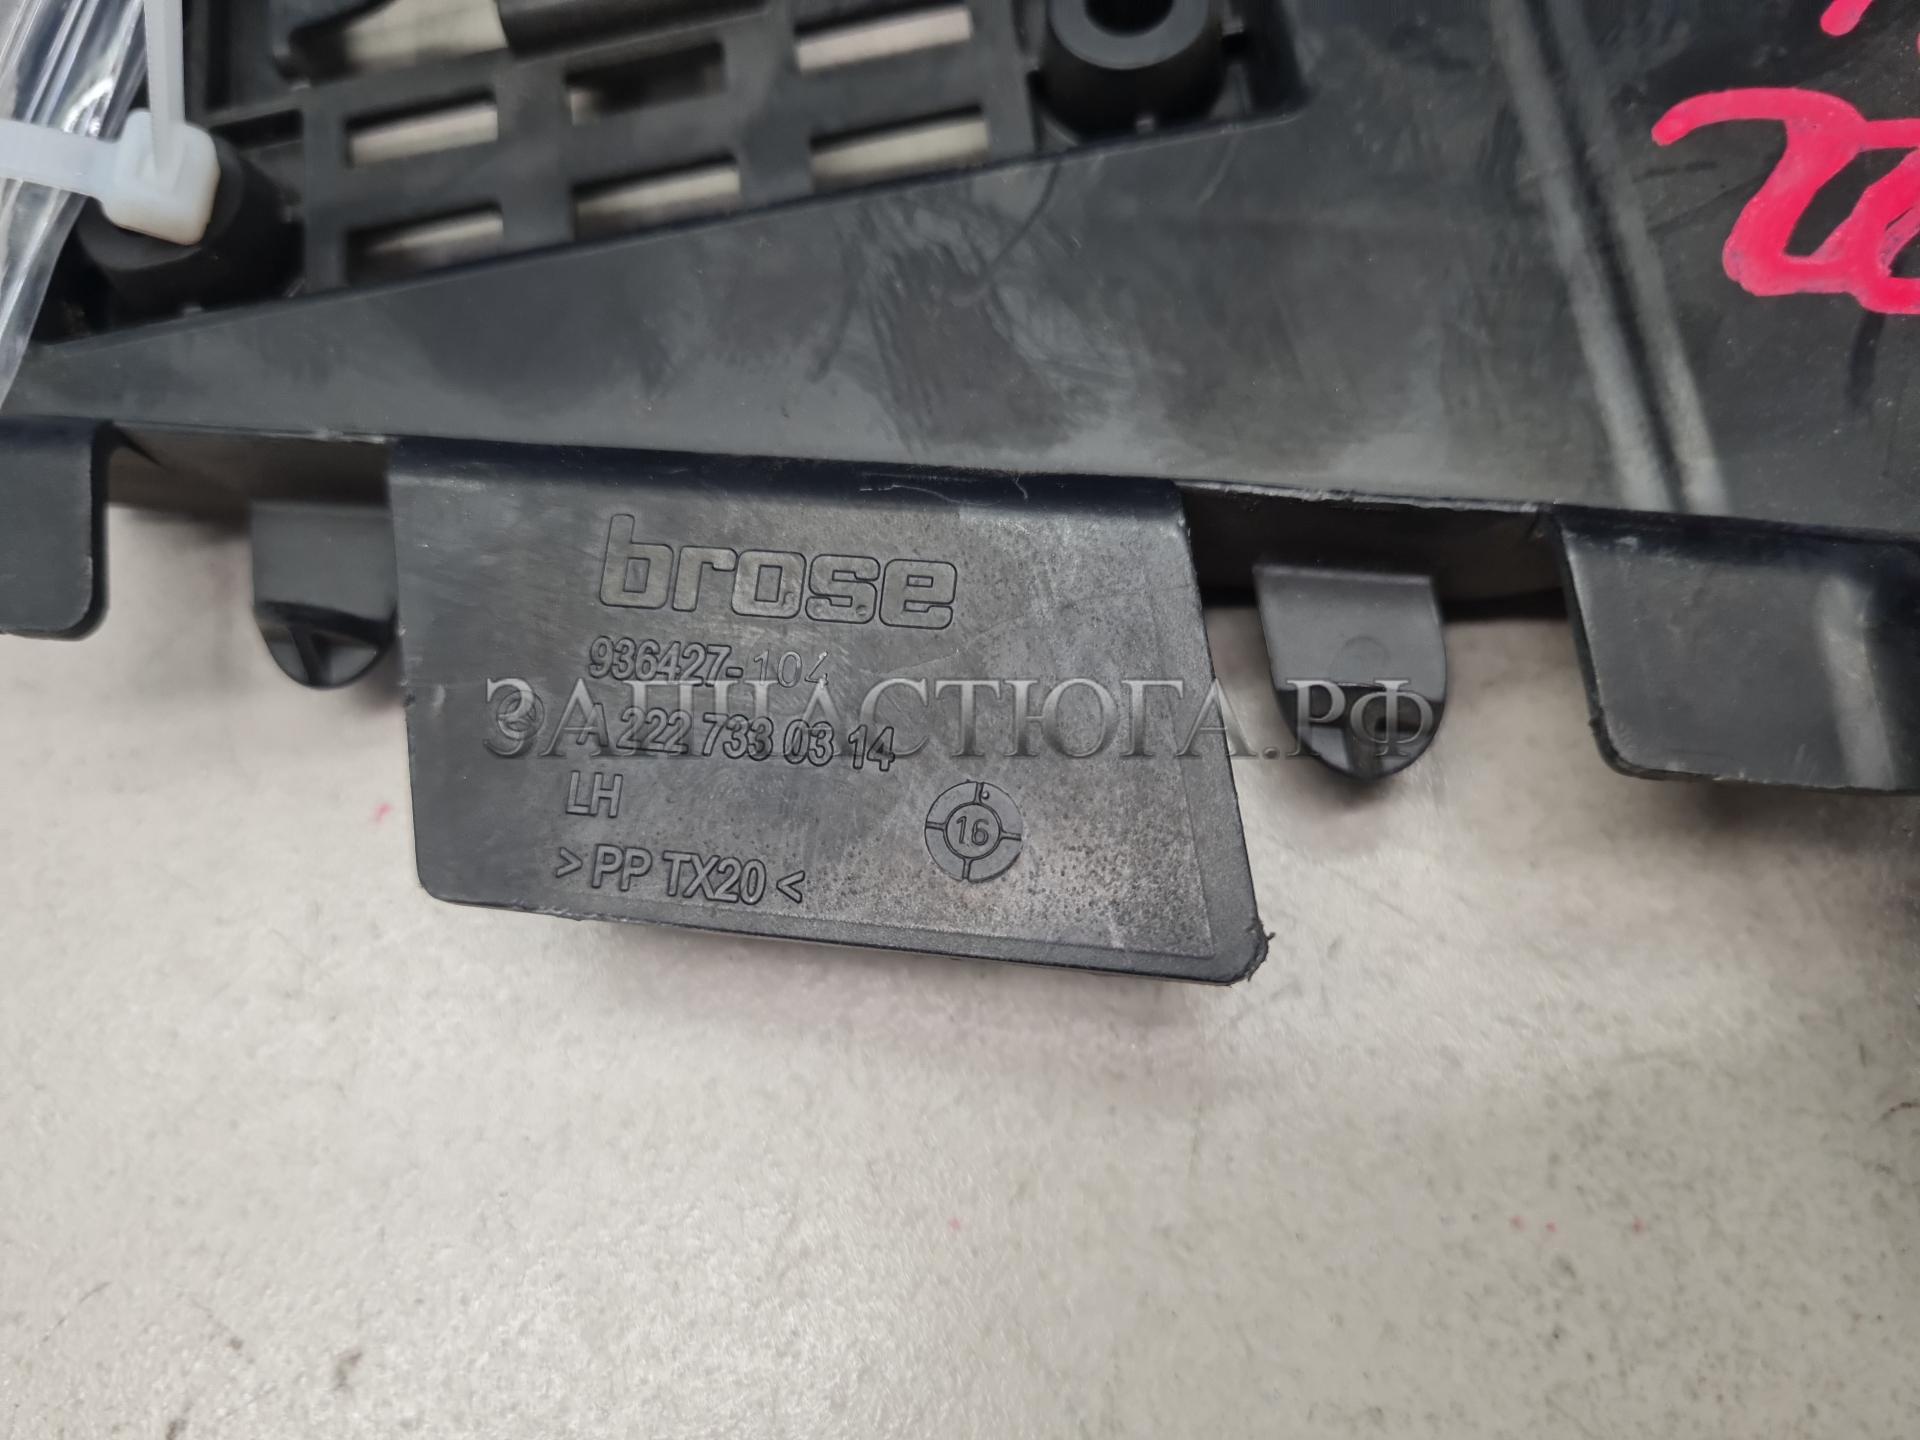 brose
936427-104
ЗАПЧАСТЮГА.РФ
A 222 733 03 14
LH
16
>PP TX20<